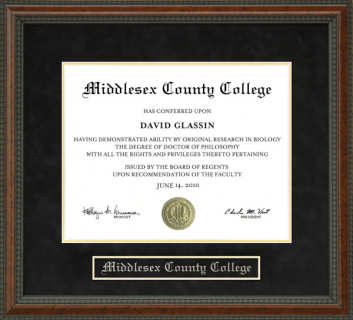 Middlesex County College
HAS CONFERRED UPON
DAVID GLASSIN
HAVING DEMONSTRATED ABILITY BY ORIGINAL RESEARCH IN BIOLOGY
THE DEGREE OF DOCTOR OF PHILOSOPHY
WITH ALL THE RIGHTS AND PRIVILEGES THERETO PERTAINING
ISSUED BY THE BOARD OF REGENTS
UPON RECOMMENDATION OF THE FACULTY
JUNE 14, 2010
PROVOST
PRESIDENT
Middlesex County College